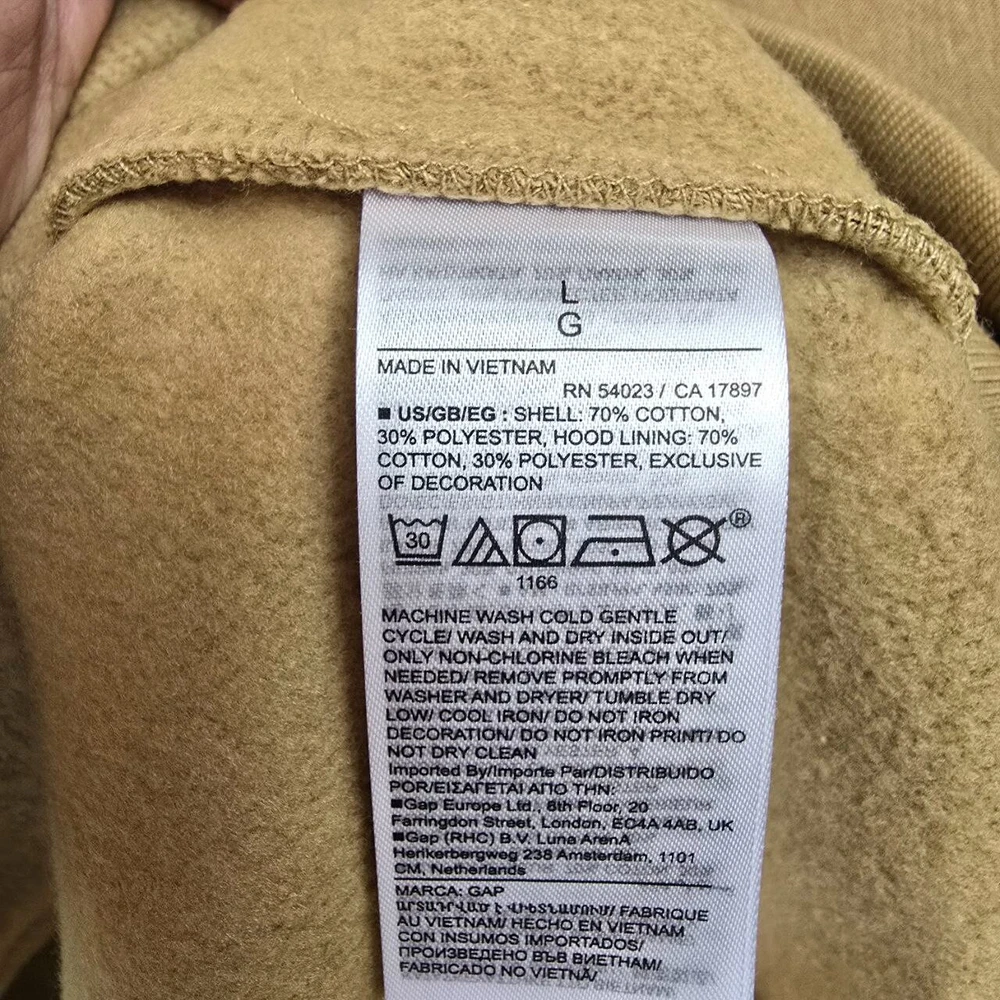 L
G
MADE IN VIETNAM
RN 54023 / CA 17897
■ US/GB/EG : SHELL: 70% COTTON,
30% POLYESTER, HOOD LINING: 70%
COTTON, 30% POLYESTER, EXCLUSIVE
OF DECORATION
30
®
1166
MACHINE WASH COLD GENTLE
CYCLE/ WASH AND DRY INSIDE OUT/
ONLY NON-CHLORINE BLEACH WHEN
NEEDED/ REMOVE PROMPTLY FROM
WASHER AND DRYER/ TUMBLE DRY
LOW/ COOL IRON/ DO NOT IRON
DECORATION/ DO NOT IRON PRINT/ DO
NOT DRY CLEAN
Imported By/Importe Par/DISTRIBUIDO
POR/ΕΙΣΑΓΕΤΑΙ ΑΠΟ ΤΗΝ:
■Gap Europe Ltd., 6th Floor, 20
Farringdon Street, London, EC4A 4AB, UK
■Gap (RHC) B.V. Luna ArenA
Herikerbergweg 238 Amsterdam, 1101
CM, Netherlands
MARCA: GAP
ԱՐՏԱԴՐՎԱԾ Է ՎԻԵՏՆԱՄՈՒՄ/ FABRIQUE
AU VIETNAM/ HECHO EN VIETNAM
CON INSUMOS IMPORTADOS/
ПРОИЗВЕДЕНО ВЪВ ВИЕТНАМ/
FABRICADO NO VIETNÃ/